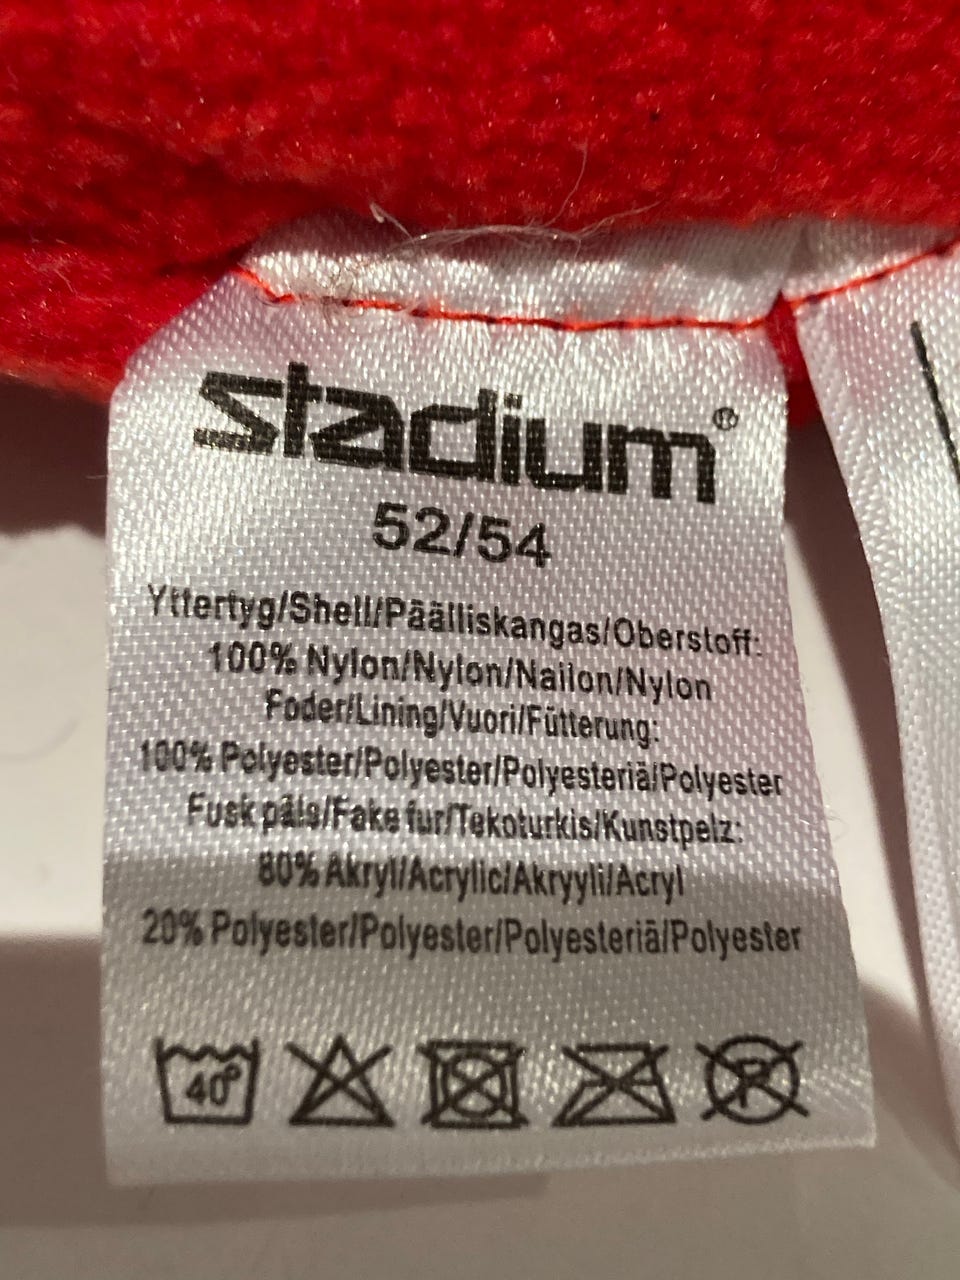 stadium®
52/54
Yttertyg/Shell/Päälliskangas/Oberstoff:
100% Nylon/Nylon/Nailon/Nylon
Foder/Lining/Vuori/Fütterung:
100% Polyester/Polyester/Polyesteriä/Polyester
Fusk päls/Fake fur/Tekoturkis/Kunstpelz:
80% Akryl/Acrylic/Akryyli/Acryl
20% Polyester/Polyester/Polyesteriä/Polyester
40° P